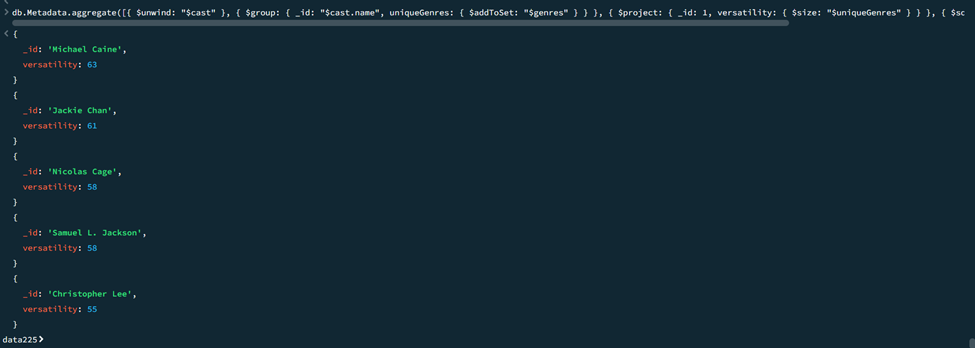 db.Metadata.aggregate([{ $unwind: "$cast" }, { $group: { _id: "$cast.name", uniqueGenres: { $addToSet: "$genres" } } }, { $project: { _id: 1, versatility: { $size: "$uniqueGenres" } } }, { $so
{
_id: 'Michael Caine',
versatility: 63
}
{
_id: 'Jackie Chan',
versatility: 61
}
{
_id: 'Nicolas Cage',
versatility: 58
}
{
_id: 'Samuel L. Jackson',
versatility: 58
}
{
_id: 'Christopher Lee',
versatility: 55
}
data225>